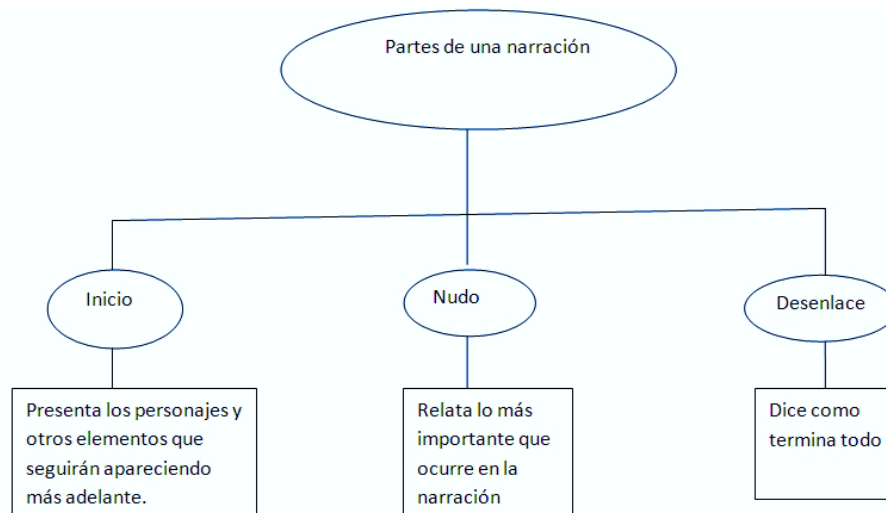 Partes de una narración
Inicio
Nudo
Desenlace
Presenta los personajes y
otros elementos que
seguirán apareciendo
más adelante.
Relata lo más
importante que
ocurre en la
narración
Dice como
termina todo